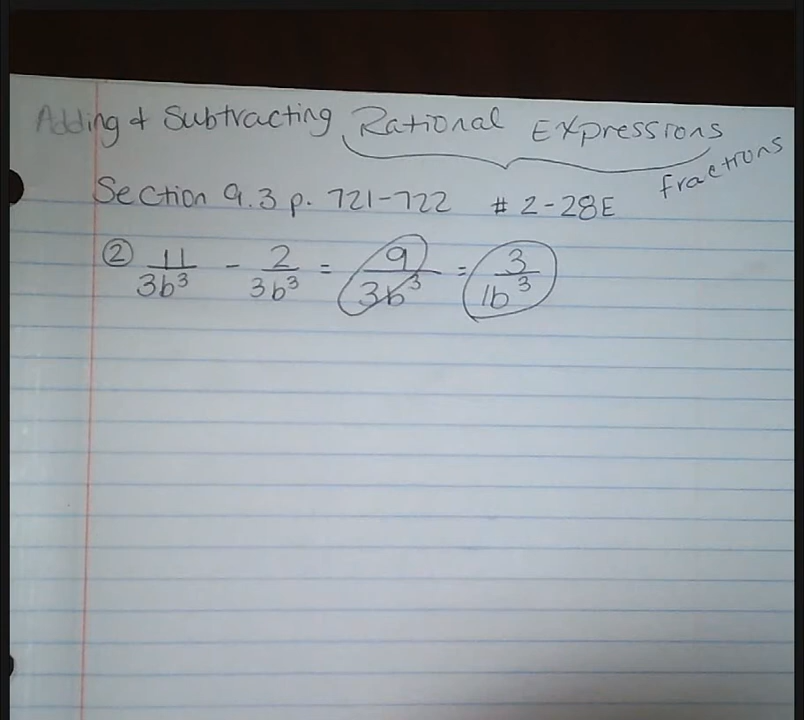 Adding & Subtracting Rational Expressions
fractions
Section 9.3 p. 721-722 # 2-28E
② 11/3b³ - 2/3b³ = 9/3b³ = 3/1b³